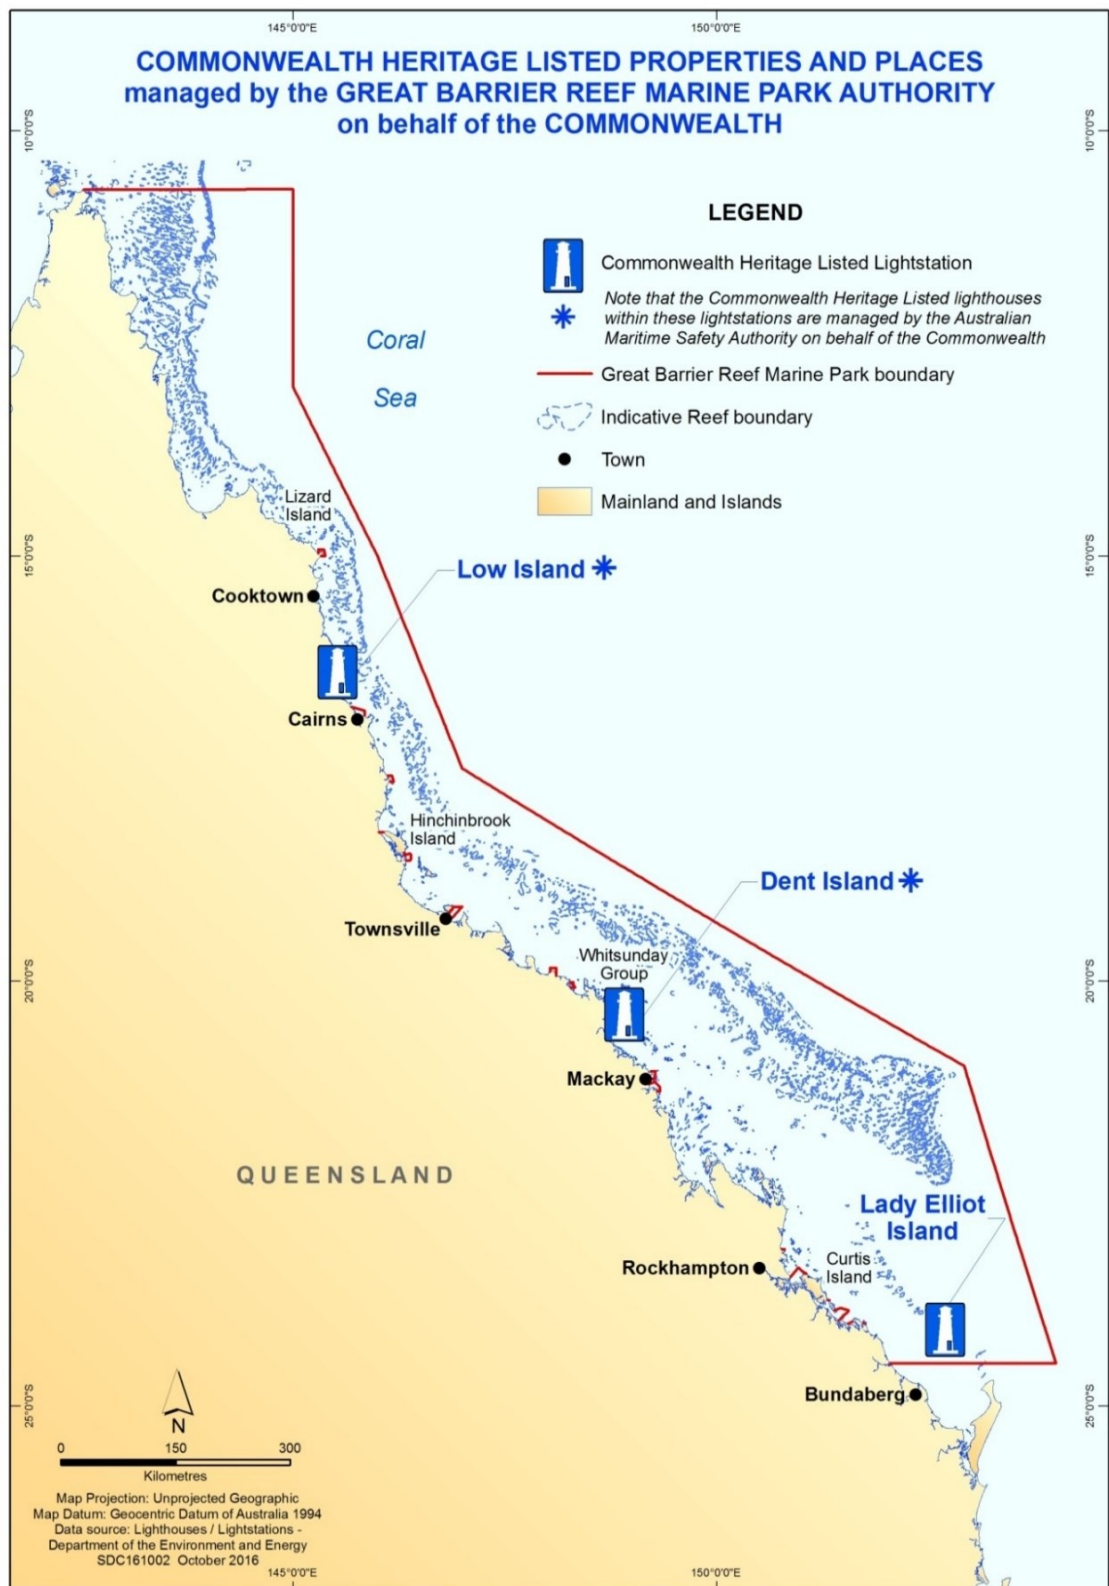 145°0'0"E
150°0'0"E
COMMONWEALTH HERITAGE LISTED PROPERTIES AND PLACES
managed by the GREAT BARRIER REEF MARINE PARK AUTHORITY
on behalf of the COMMONWEALTH
10°0'0"S
10°0'0"S
LEGEND
Commonwealth Heritage Listed Lightstation
Note that the Commonwealth Heritage Listed lighthouses
within these lightstations are managed by the Australian
Maritime Safety Authority on behalf of the Commonwealth
Great Barrier Reef Marine Park boundary
Indicative Reef boundary
Town
Mainland and Islands
Coral
Sea
Lizard
Island
15°0'0"S
15°0'0"S
Low Island
Cooktown
Cairns
Hinchinbrook
Island
Dent Island
Townsville
Whitsunday
Group
20°0'0"S
20°0'0"S
Mackay
QUEENSLAND
Lady Elliot
Island
Rockhampton
Curtis
Island
Bundaberg
25°0'0"S
25°0'0"S
N
0 150 300
Kilometres
Map Projection: Unprojected Geographic
Map Datum: Geocentric Datum of Australia 1994
Data source: Lighthouses / Lightstations -
Department of the Environment and Energy
SDC161002 October 2016
145°0'0"E
150°0'0"E